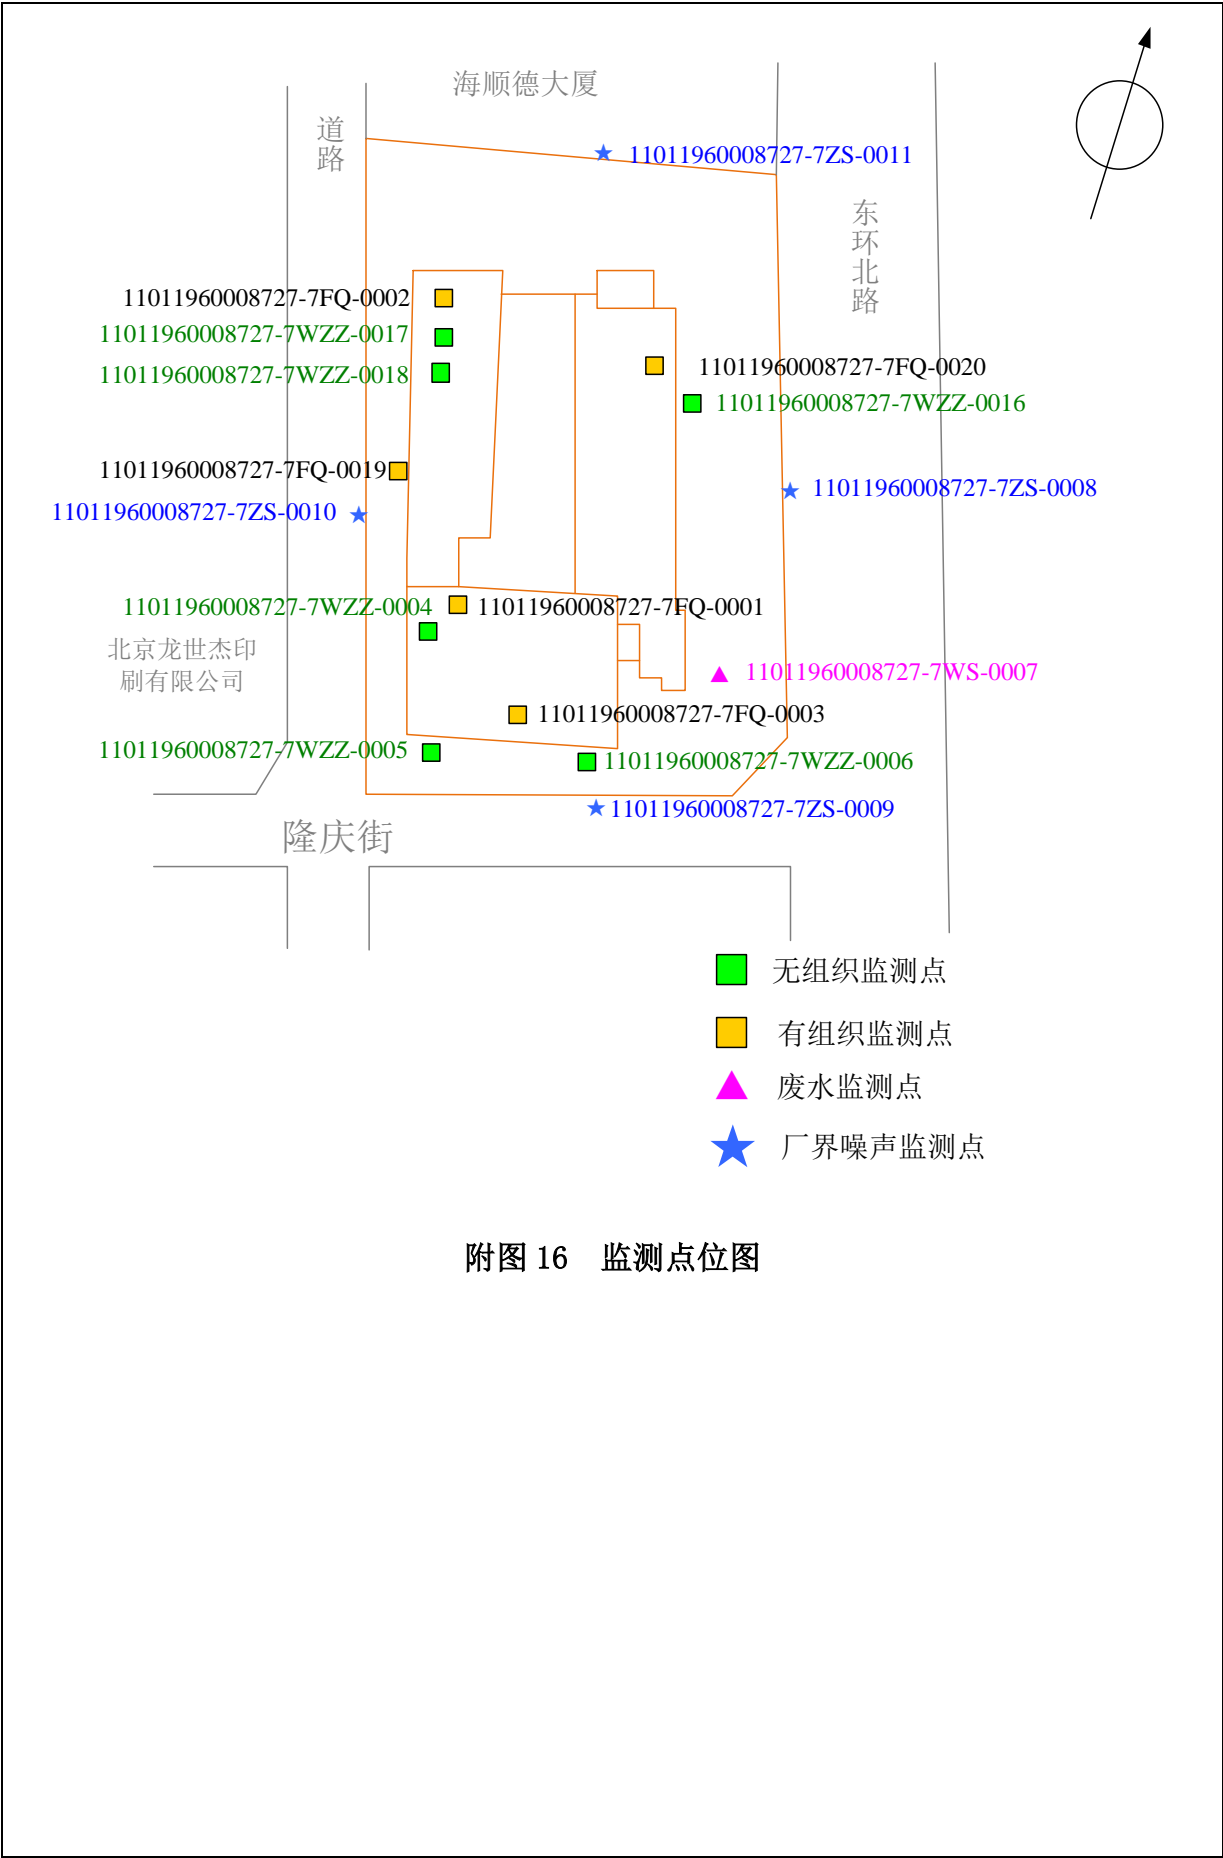 海顺德大厦
道
路
11011960008727-7ZS-0011
东
环
北
路
11011960008727-7FQ-0002
11011960008727-7WZZ-0017
11011960008727-7WZZ-0018
11011960008727-7FQ-0020
11011960008727-7WZZ-0016
11011960008727-7FQ-0019
11011960008727-7ZS-0008
11011960008727-7ZS-0010
11011960008727-7WZZ-0004
11011960008727-7FQ-0001
北京龙世杰印
刷有限公司
11011960008727-7WS-0007
11011960008727-7FQ-0003
11011960008727-7WZZ-0005
11011960008727-7WZZ-0006
11011960008727-7ZS-0009
隆庆街
无组织监测点
有组织监测点
废水监测点
厂界噪声监测点
附图 16 监测点位图